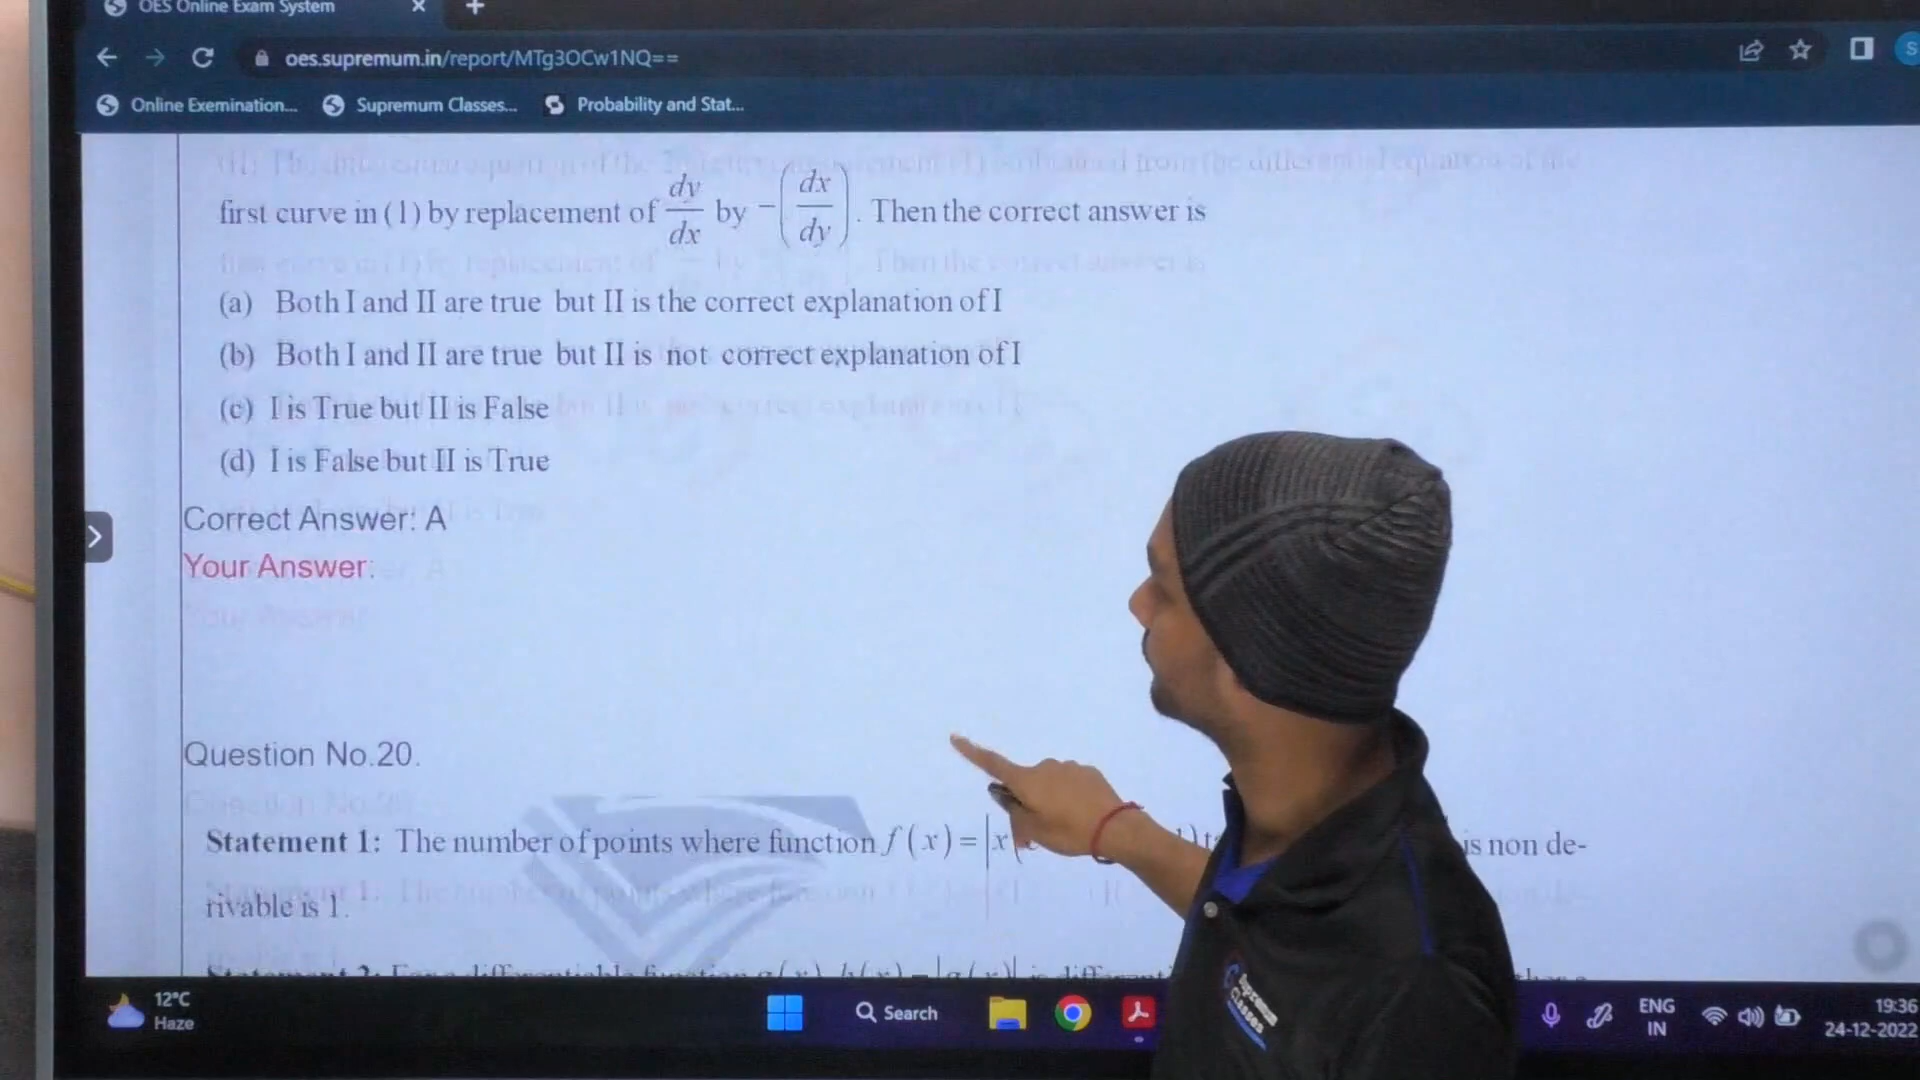 OES Online Exam System
oes.supremum.in/report/MTg3OCw1NQ==
Online Exemination... Supremum Classes... Probability and Stat...
first curve in (1) by replacement of dy/dx by −(dx/dy). Then the correct answer is
(a) Both I and II are true but II is the correct explanation of I
(b) Both I and II are true but II is not correct explanation of I
(c) I is True but II is False
(d) I is False but II is True
Correct Answer: A
Your Answer:
Question No.20.
Statement 1: The number of points where function f(x)=|x is non de-
rivable is 1.
12°C
Haze
Search
ENG
IN
19:36
24-12-2022
Supremum
Classes